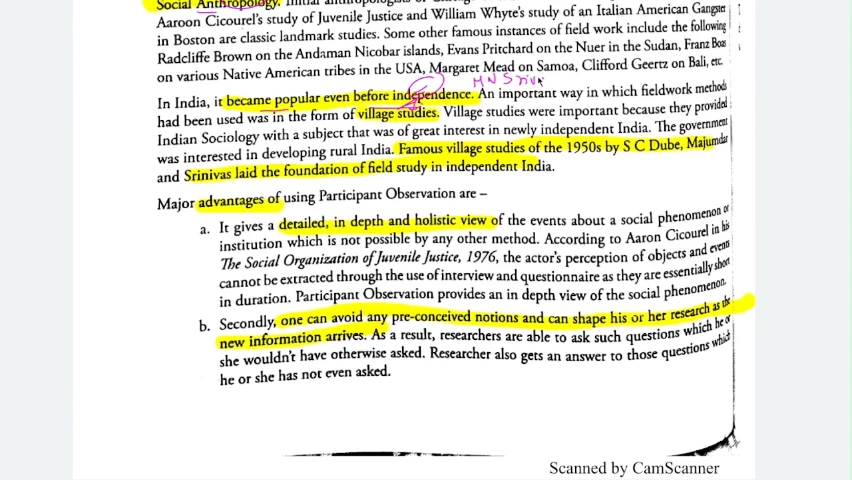 Social Anthropology.
Aaroon Cicourel's study of Juvenile Justice and William Whyte's study of an Italian American Gangster
in Boston are classic landmark studies. Some other famous instances of field work include the following
Radcliffe Brown on the Andaman Nicobar islands, Evans Pritchard on the Nuer in the Sudan, Franz Boas
on various Native American tribes in the USA, Margaret Mead on Samoa, Clifford Geertz on Bali, etc.
MN Sriv
In India, it became popular even before independence. An important way in which fieldwork methods
had been used was in the form of village studies. Village studies were important because they provided
Indian Sociology with a subject that was of great interest in newly independent India. The government
was interested in developing rural India. Famous village studies of the 1950s by S C Dube, Majumdar
and Srinivas laid the foundation of field study in independent India.
Major advantages of using Participant Observation are –
a. It gives a detailed, in depth and holistic view of the events about a social phenomenon or
institution which is not possible by any other method. According to Aaron Cicourel in his
The Social Organization of Juvenile Justice, 1976, the actor's perception of objects and events
cannot be extracted through the use of interview and questionnaire as they are essentially short
in duration. Participant Observation provides an in depth view of the social phenomenon.
b. Secondly, one can avoid any pre-conceived notions and can shape his or her research as the
new information arrives. As a result, researchers are able to ask such questions which he or
she wouldn't have otherwise asked. Researcher also gets an answer to those questions which
he or she has not even asked.
Scanned by CamScanner